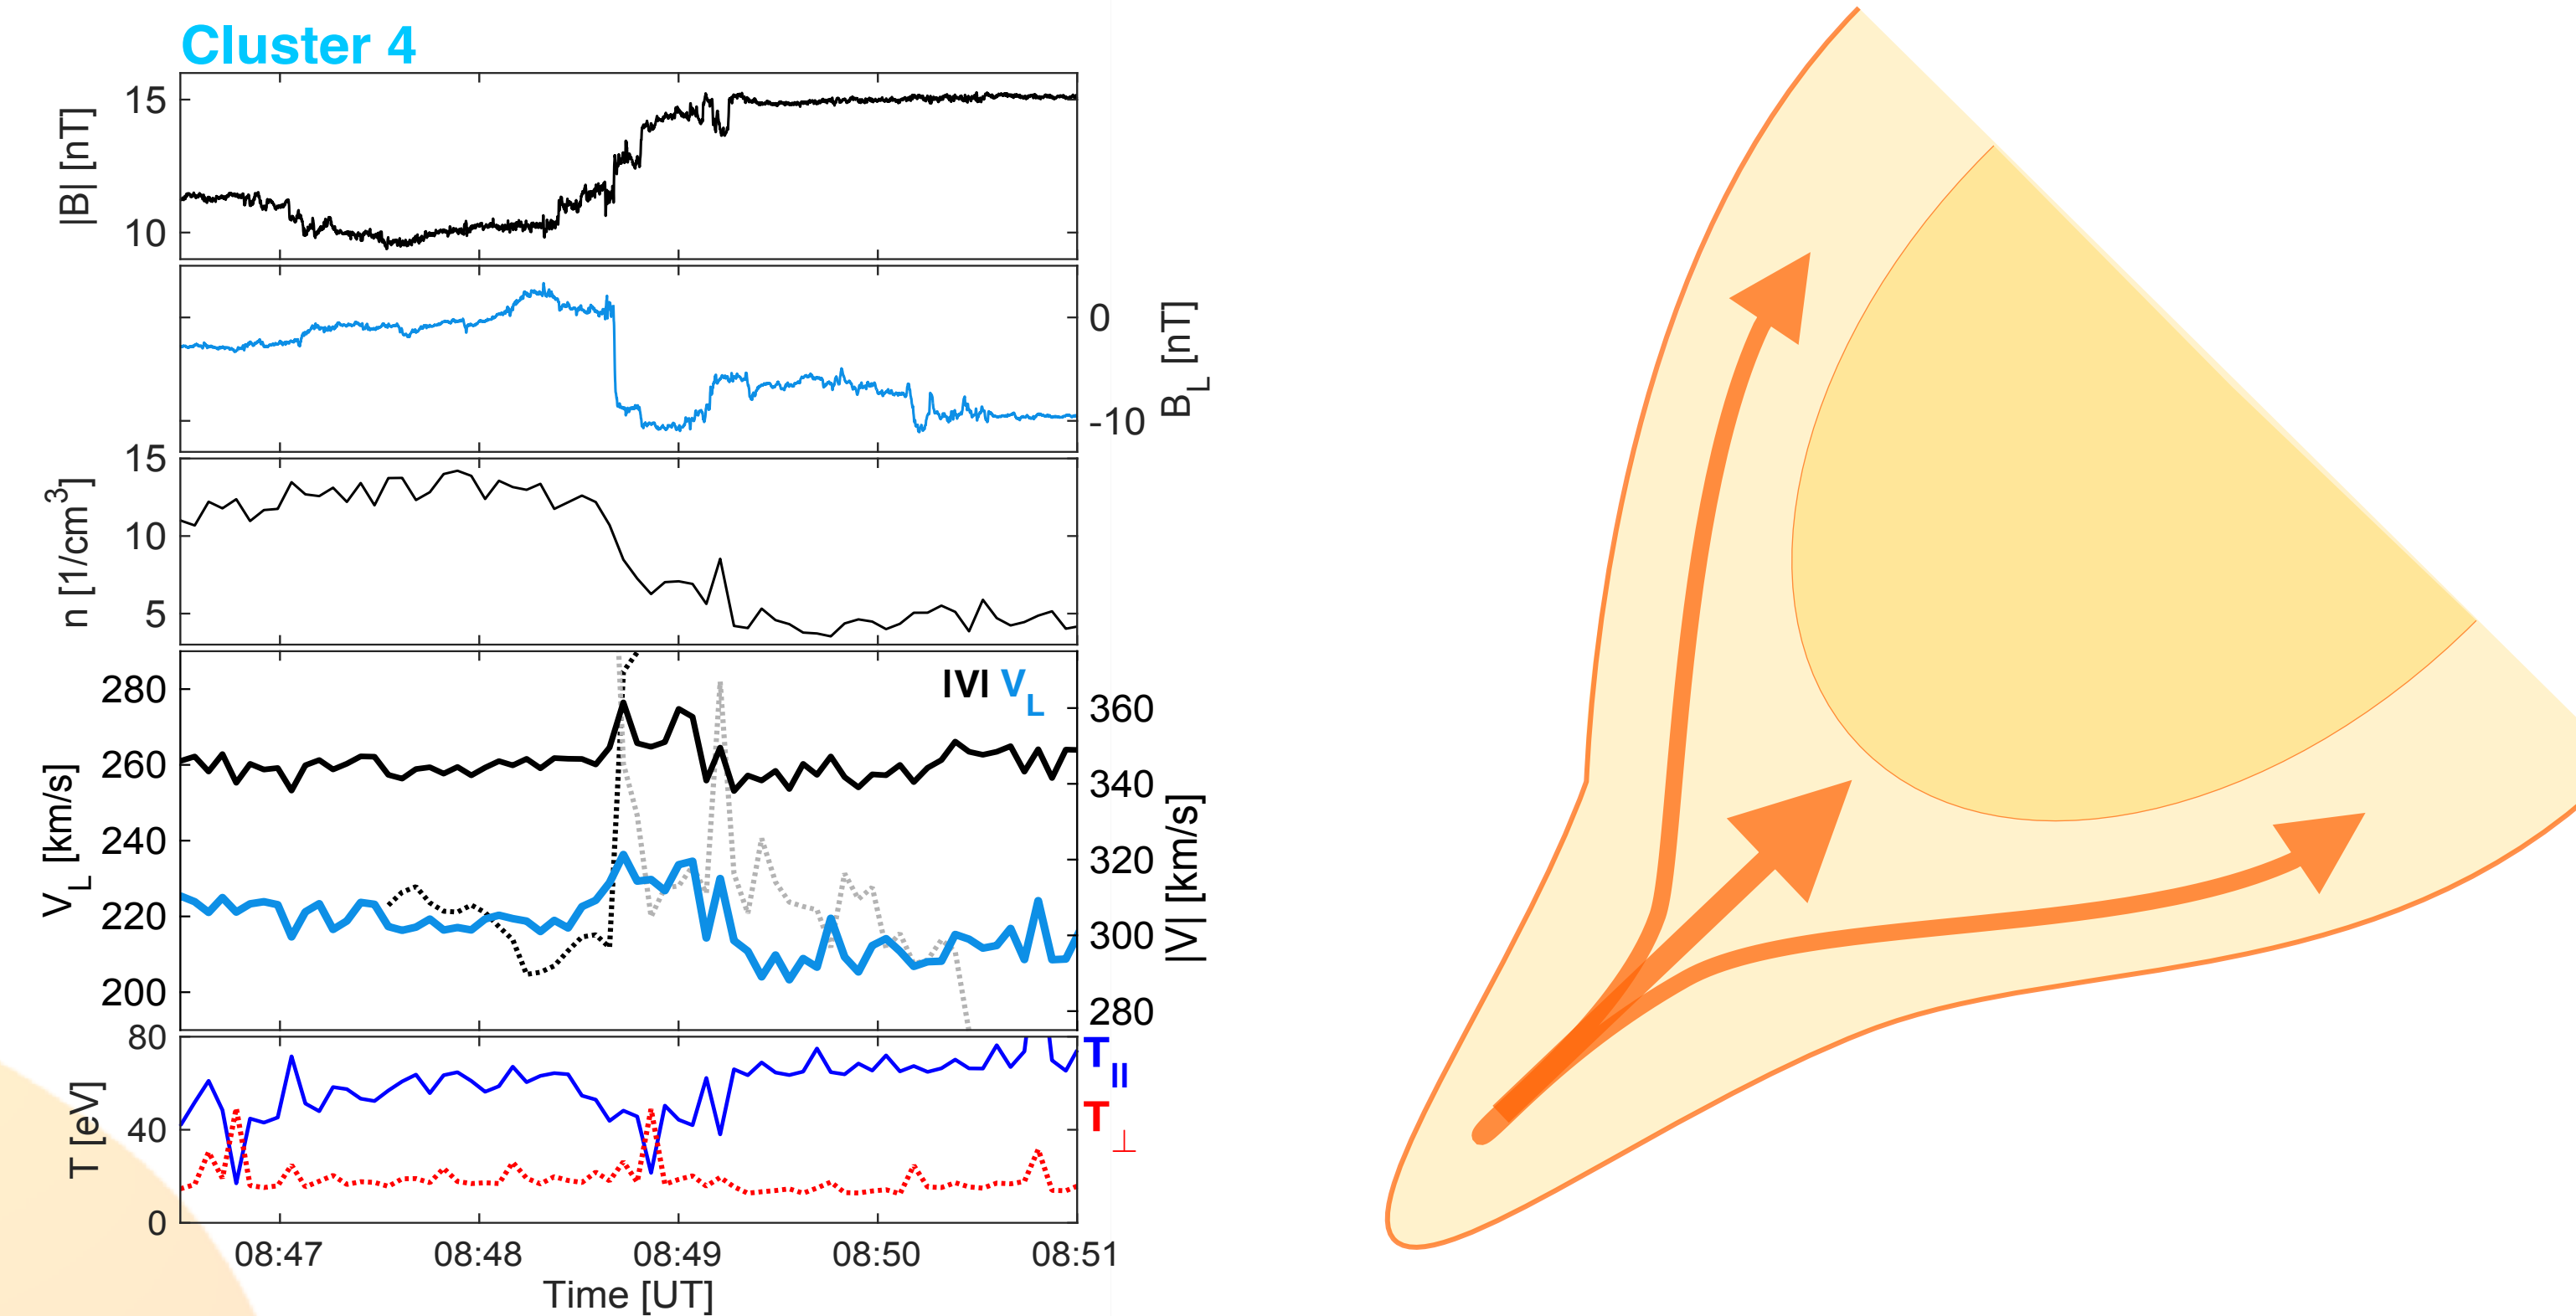 Cluster 4
|B| [nT]
15
10
B_L [nT]
0
-10
n [1/cm³]
15
10
5
|V| V_L
V_L [km/s]
280
260
240
220
200
|V| [km/s]
360
340
320
300
280
T [eV]
80
40
0
T_||
T_⊥
08:47 08:48 08:49 08:50 08:51
Time [UT]